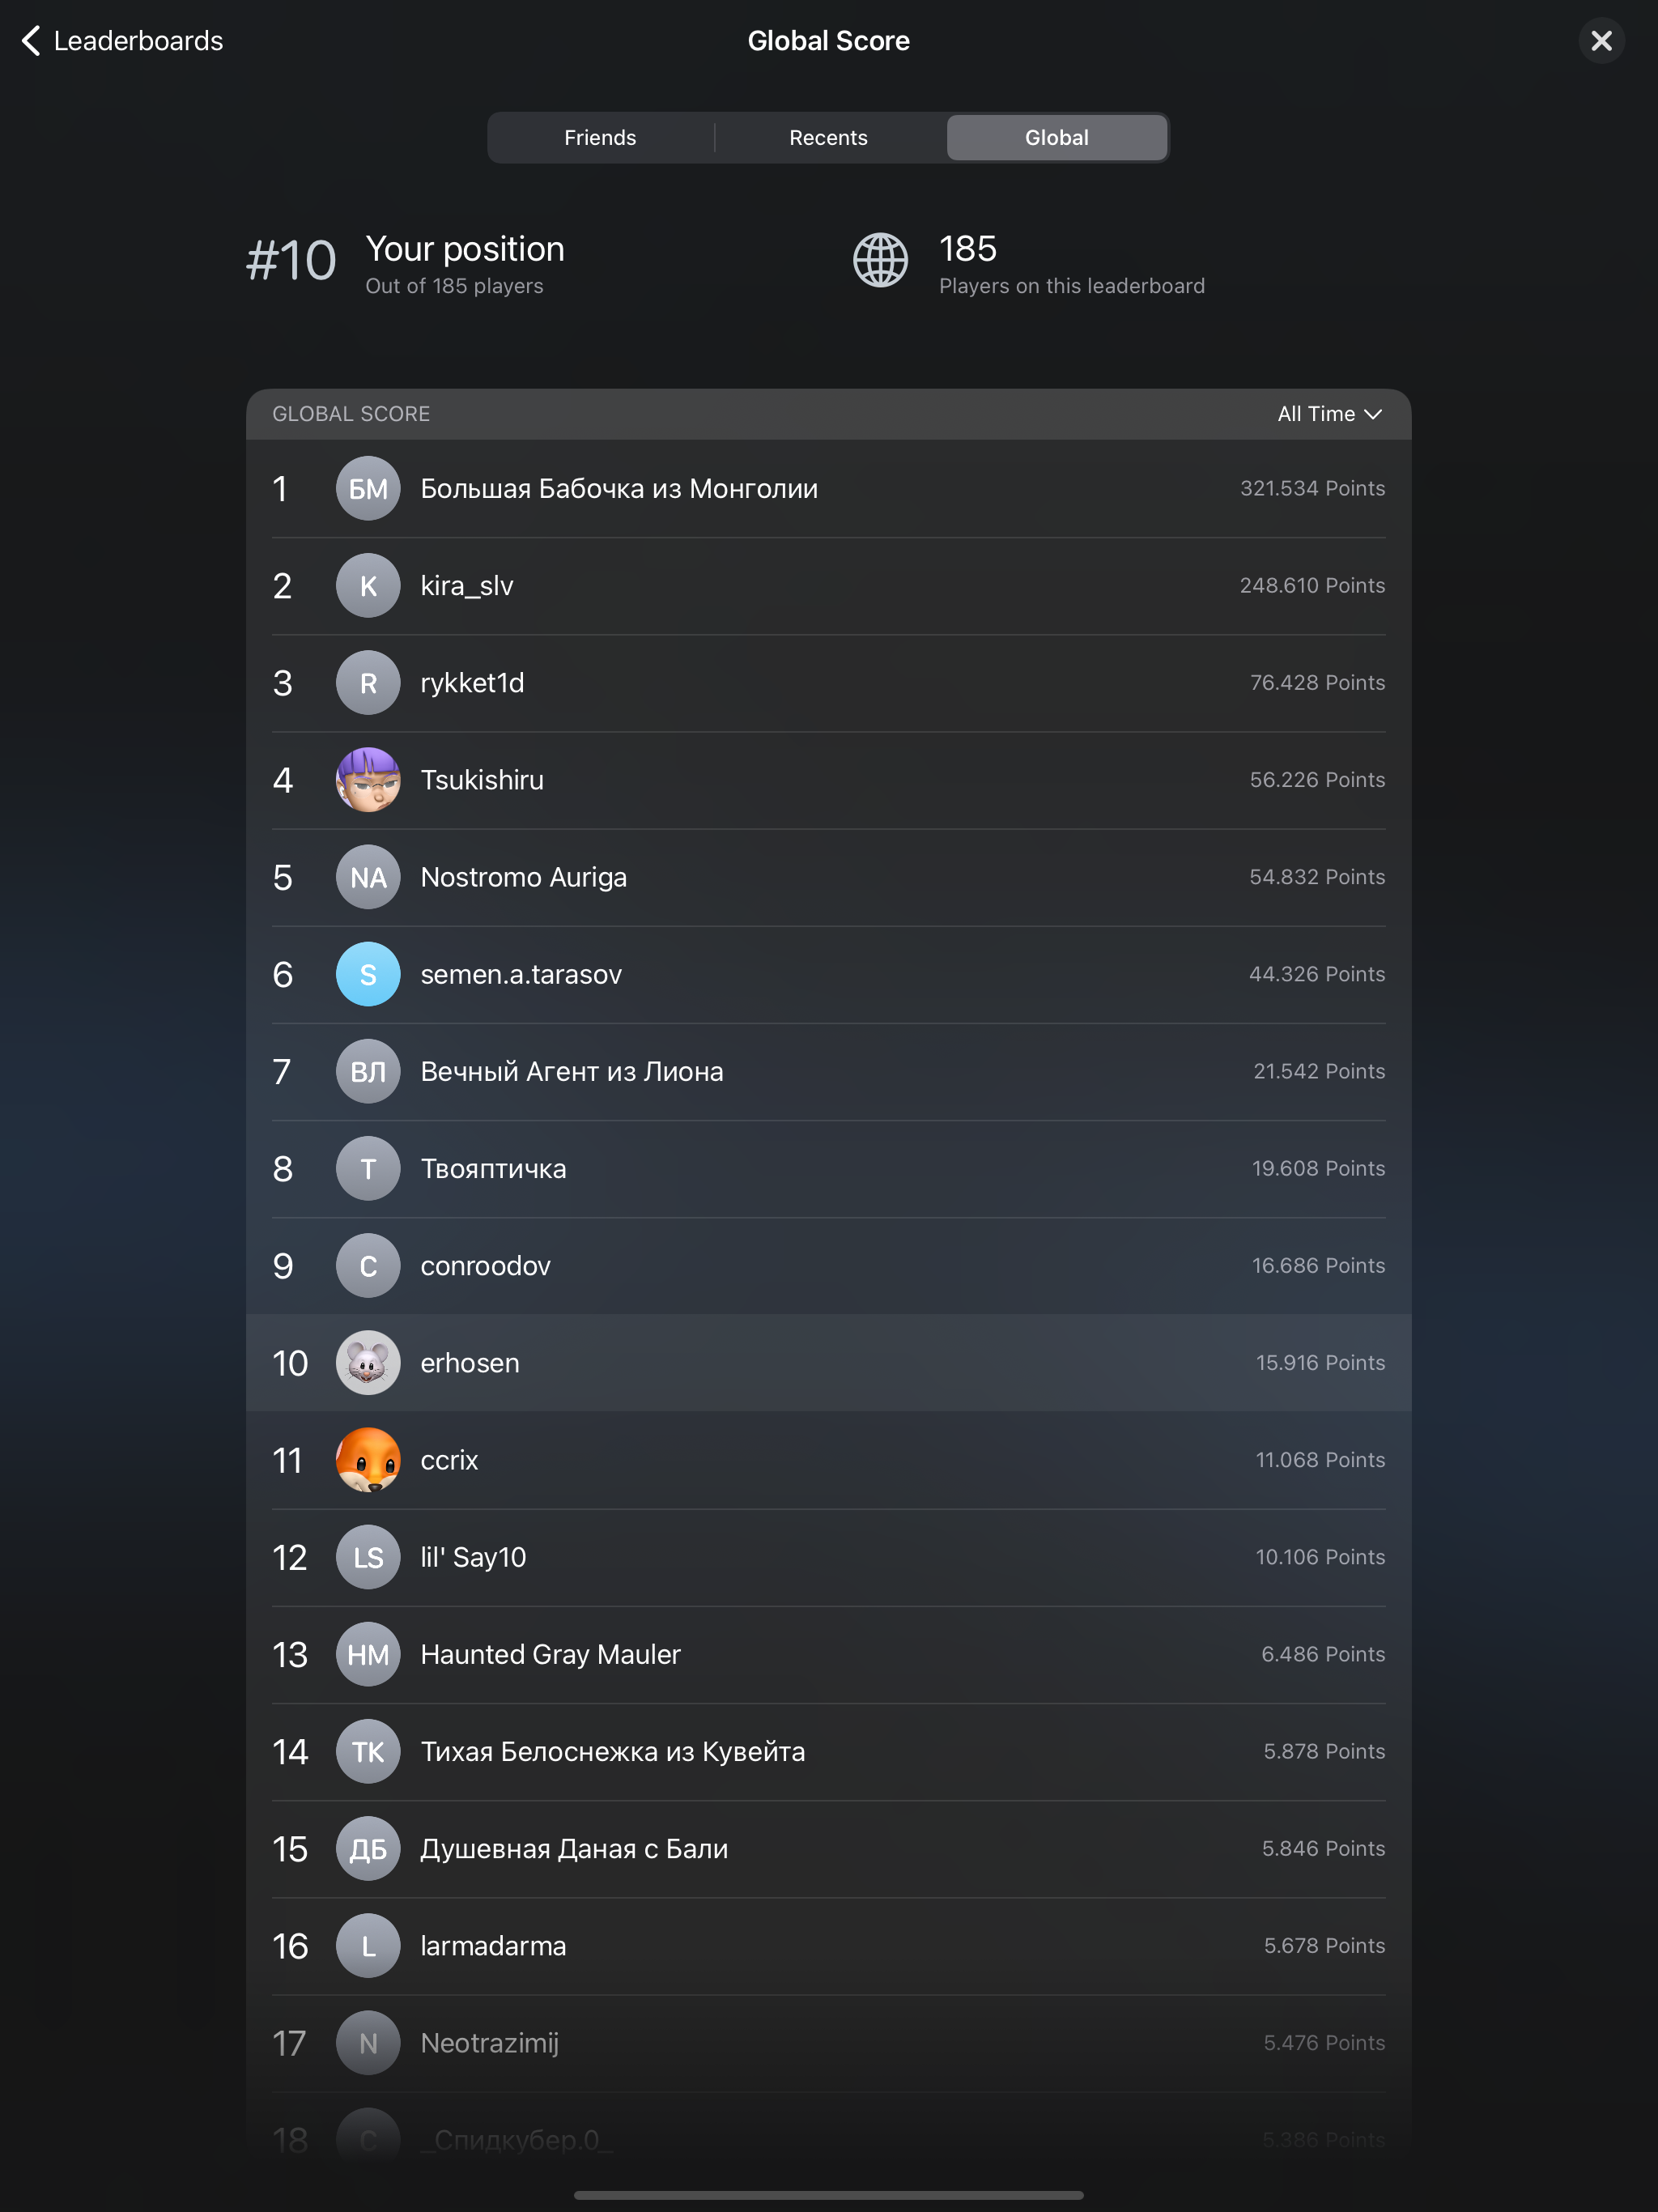 Leaderboards
Global Score
Friends Recents Global
#10 Your position 185
Out of 185 players Players on this leaderboard
GLOBAL SCORE All Time
1 БМ Большая Бабочка из Монголии 321.534 Points
2 K kira_slv 248.610 Points
3 R rykket1d 76.428 Points
4 Tsukishiru 56.226 Points
5 NA Nostromo Auriga 54.832 Points
6 S semen.a.tarasov 44.326 Points
7 ВЛ Вечный Агент из Лиона 21.542 Points
8 Т Твояптичка 19.608 Points
9 C conroodov 16.686 Points
10 erhosen 15.916 Points
11 ccrix 11.068 Points
12 LS lil' Say10 10.106 Points
13 HM Haunted Gray Mauler 6.486 Points
14 ТК Тихая Белоснежка из Кувейта 5.878 Points
15 ДБ Душевная Даная с Бали 5.846 Points
16 L larmadarma 5.678 Points
17 N Neotrazimij 5.476 Points
18 С _Спидкубер.0_ 5.386 Points